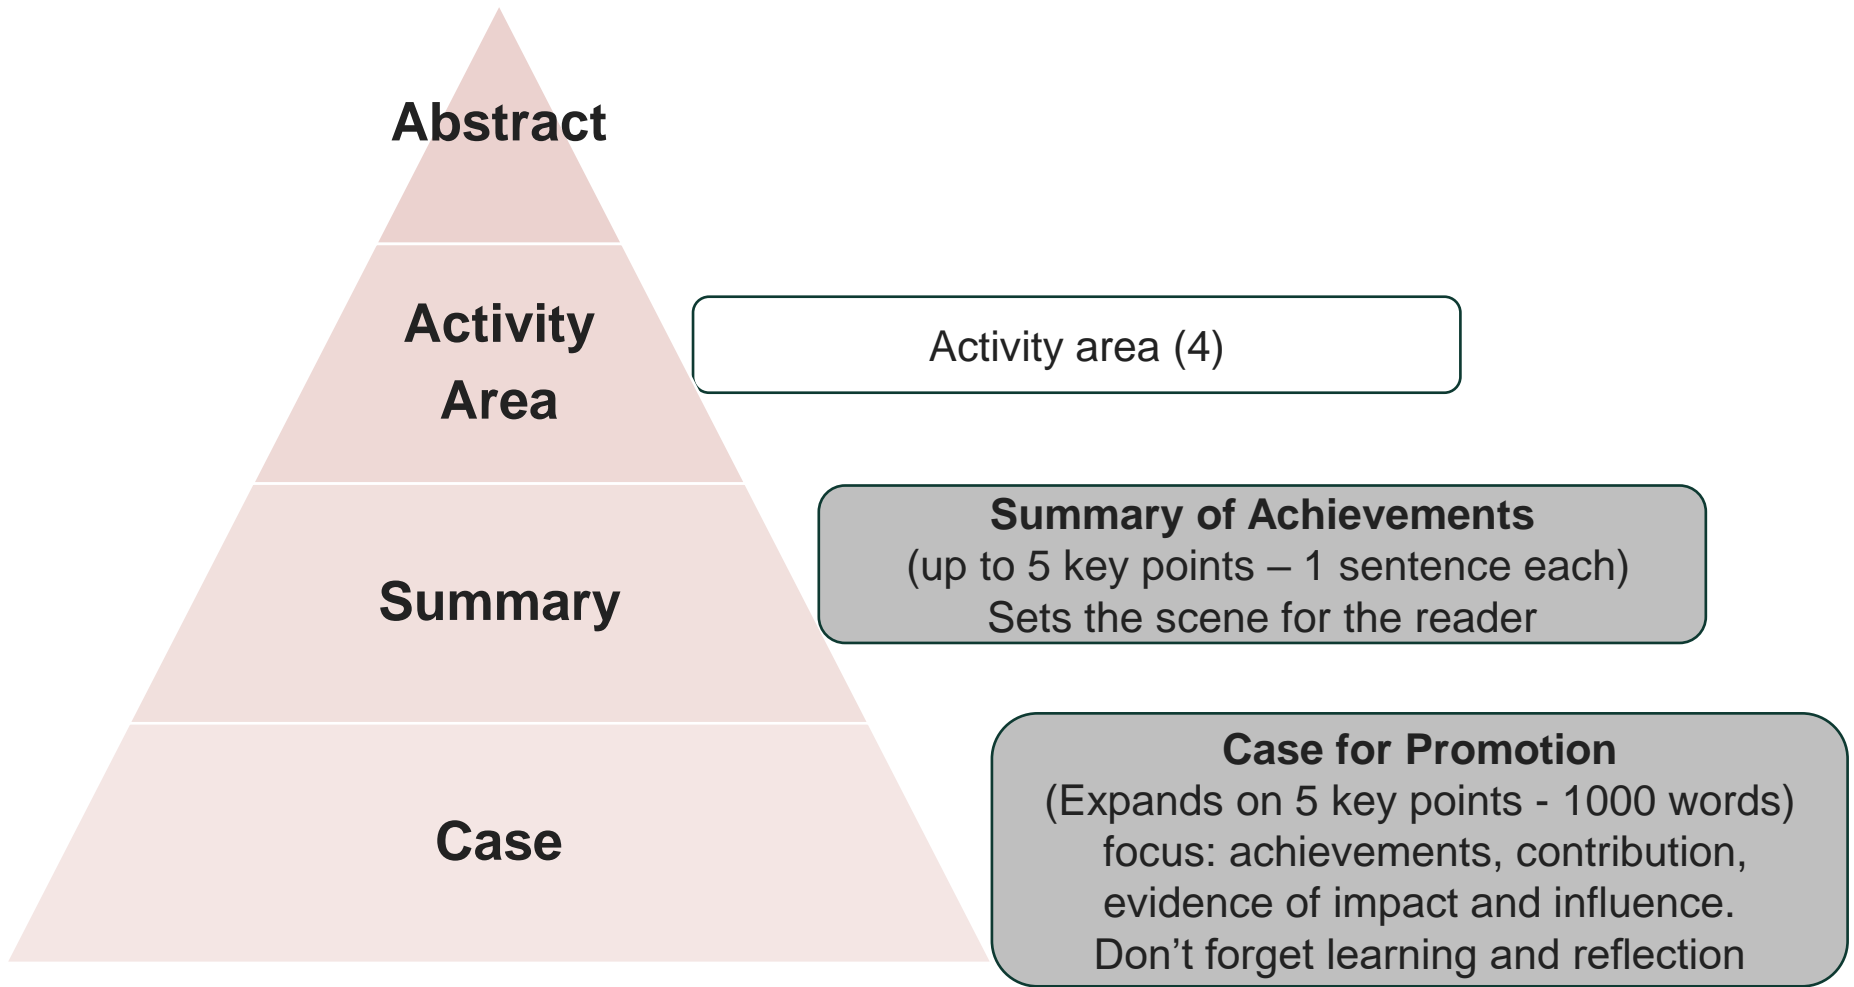 Abstract
Activity
Area
Activity area (4)
Summary
Summary of Achievements
(up to 5 key points – 1 sentence each)
Sets the scene for the reader
Case
Case for Promotion
(Expands on 5 key points - 1000 words)
focus: achievements, contribution,
evidence of impact and influence.
Don’t forget learning and reflection